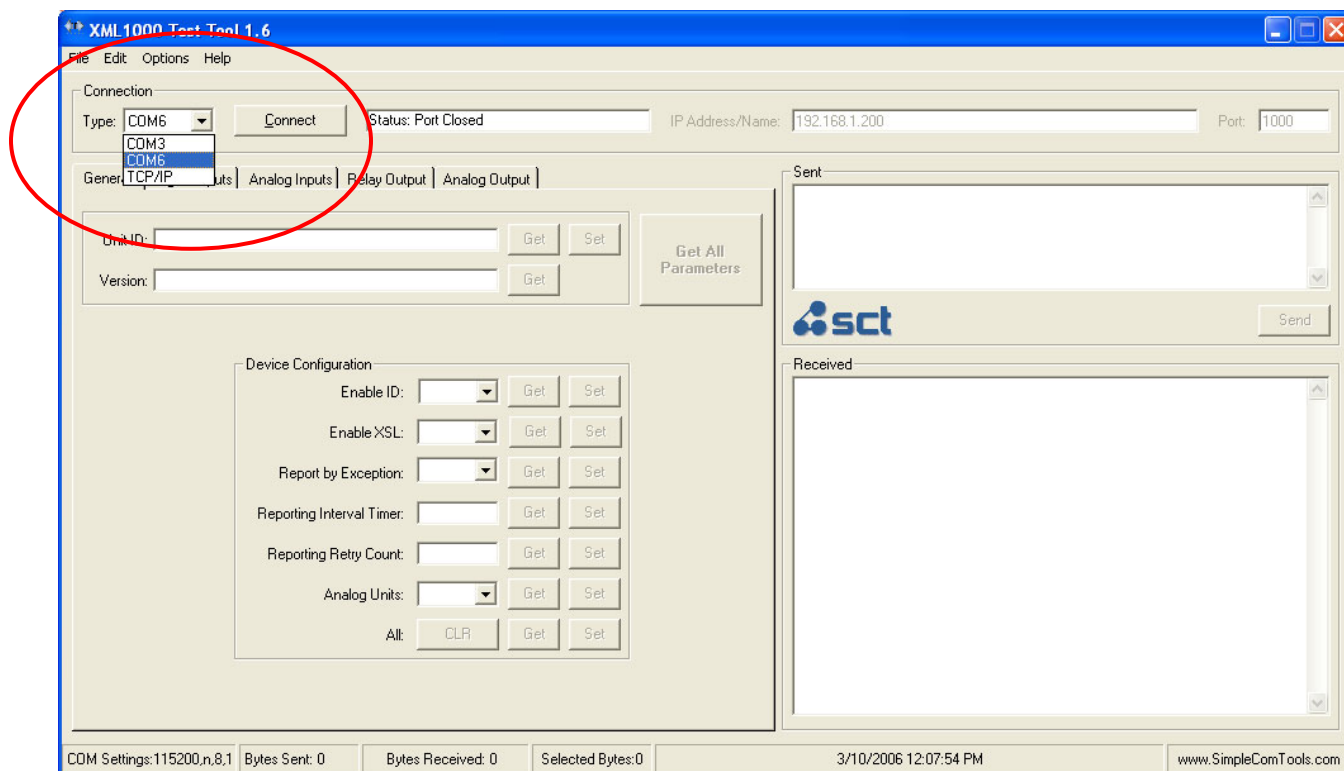 XML1000 Test Tool 1.6
File Edit Options Help
Connection
Type: COM6 Connect Status: Port Closed IP Address/Name: 192.168.1.200 Port: 1000
COM3
COM6
TCP/IP
Analog Inputs Relay Output Analog Output
Unit ID: Get Set
Version: Get
Get All
Parameters
Device Configuration
Enable ID: Get Set
Enable XSL: Get Set
Report by Exception: Get Set
Reporting Interval Timer: Get Set
Reporting Retry Count: Get Set
Analog Units: Get Set
All: CLR Get Set
Sent
sct
Send
Received
COM Settings:115200,n,8,1 Bytes Sent: 0 Bytes Received: 0 Selected Bytes:0 3/10/2006 12:07:54 PM www.SimpleComTools.com